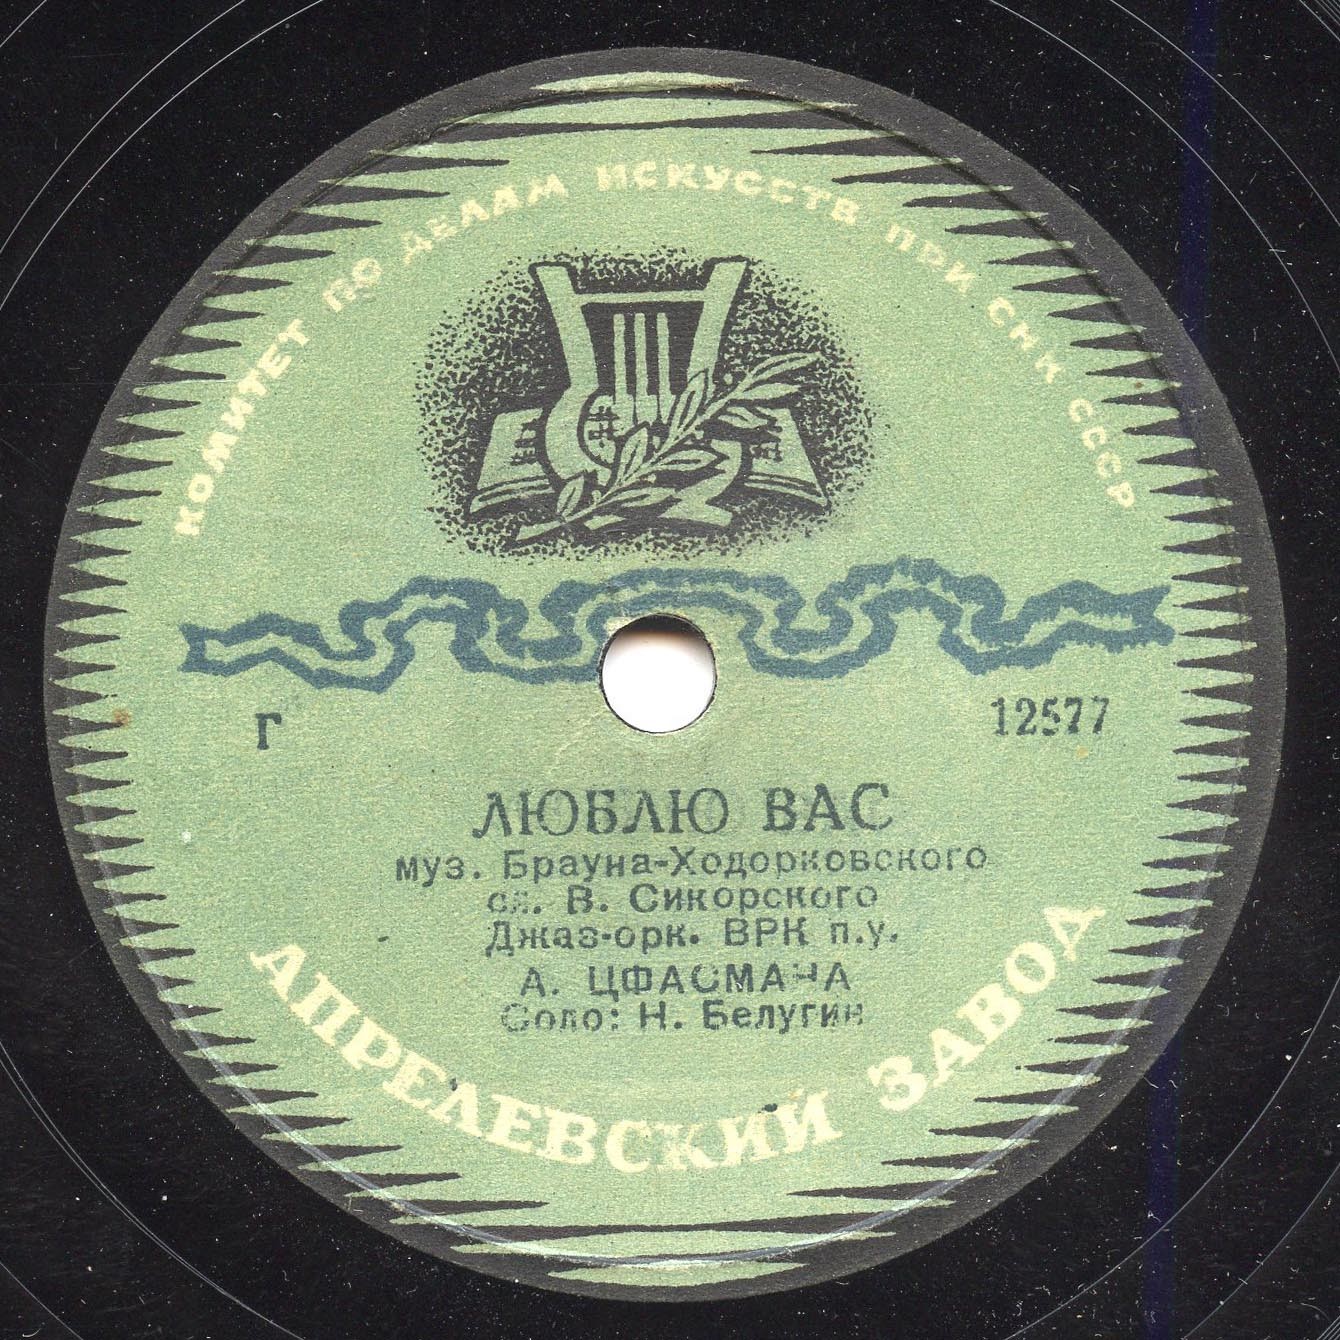 КОМИТЕТ ПО ДЕЛАМ ИСКУССТВ ПРИ СНК СССР
Г 12577
ЛЮБЛЮ ВАС
муз. Брауна-Ходорковского
сл. В. Сикорского
Джаз-орк. ВРК п.у.
А. ЦФАСМАНА
Соло: Н. Белугин
АПРЕЛЕВСКИЙ ЗАВОД